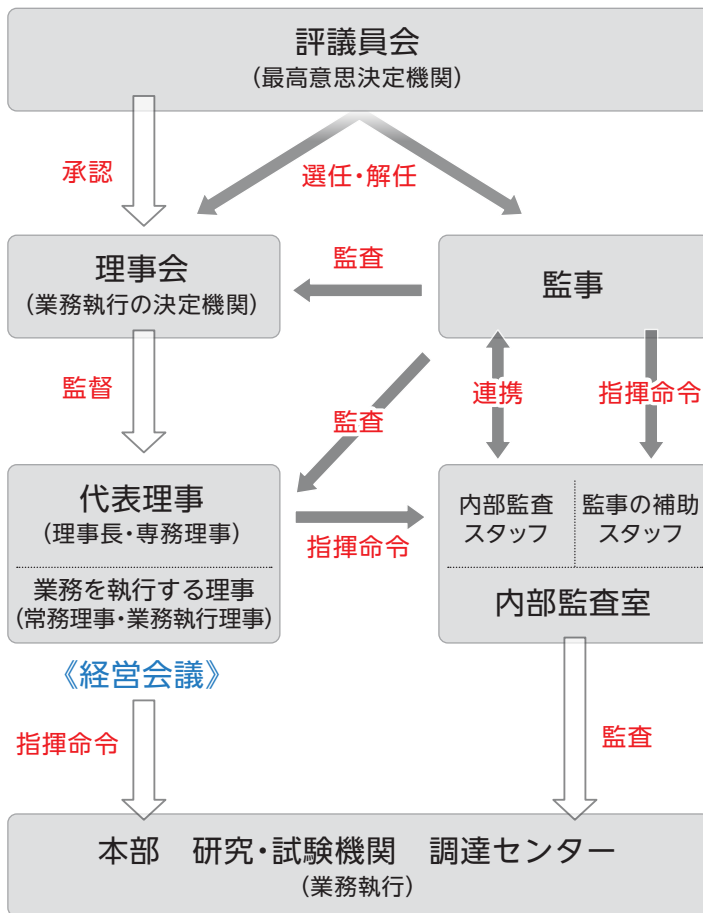 評議員会
(最高意思決定機関)
承認
選任・解任
理事会
(業務執行の決定機関)
監査
監事
監督
監査
連携
指揮命令
代表理事
(理事長・専務理事)
指揮命令
内部監査
スタッフ
監事の補助
スタッフ
業務を執行する理事
(常務理事・業務執行理事)
内部監査室
《経営会議》
指揮命令
監査
本部　研究・試験機関　調達センター
(業務執行)